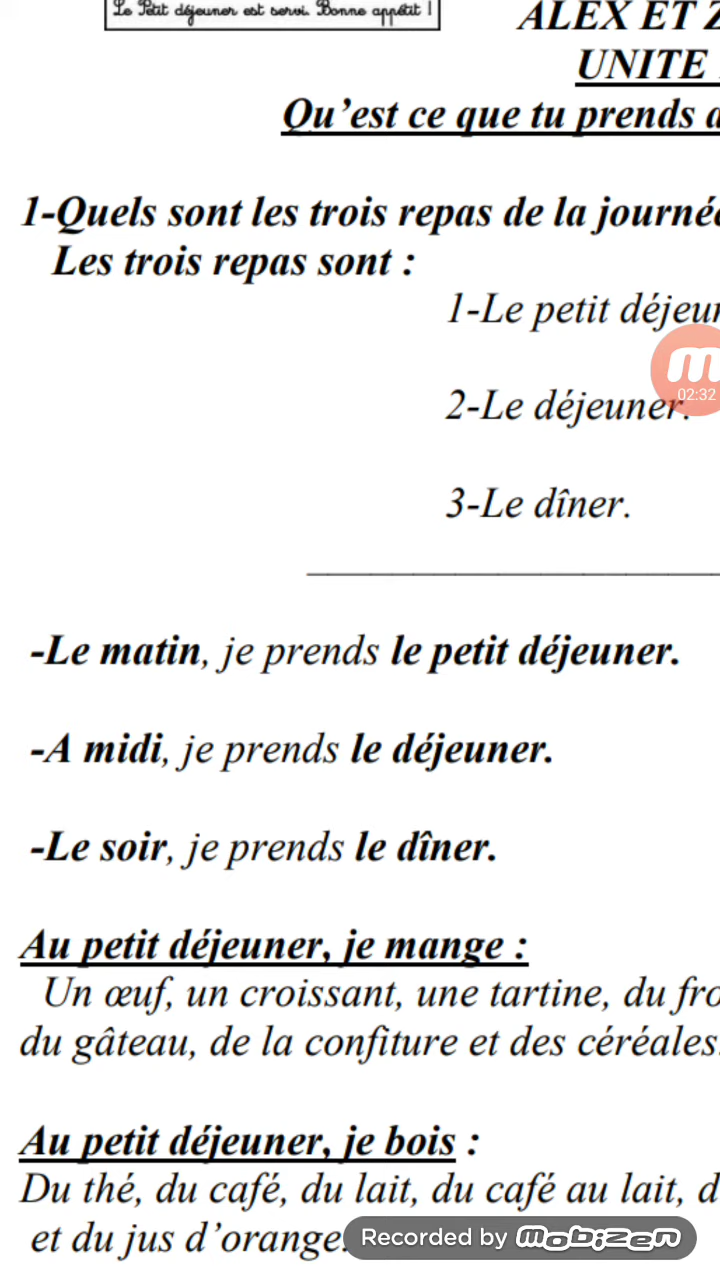 Le Petit déjeuner est servi. Bonne appétit !
ALEX ET
UNITE
Qu’est ce que tu prends
1-Quels sont les trois repas de la journé
Les trois repas sont :
1-Le petit déjeu
02:32
2-Le déjeuner.
3-Le dîner.
-Le matin, je prends le petit déjeuner.
-A midi, je prends le déjeuner.
-Le soir, je prends le dîner.
Au petit déjeuner, je mange :
Un œuf, un croissant, une tartine, du fro
du gâteau, de la confiture et des céréales.
Au petit déjeuner, je bois :
Du thé, du café, du lait, du café au lait, d
et du jus d’orange.
Recorded by mobizen